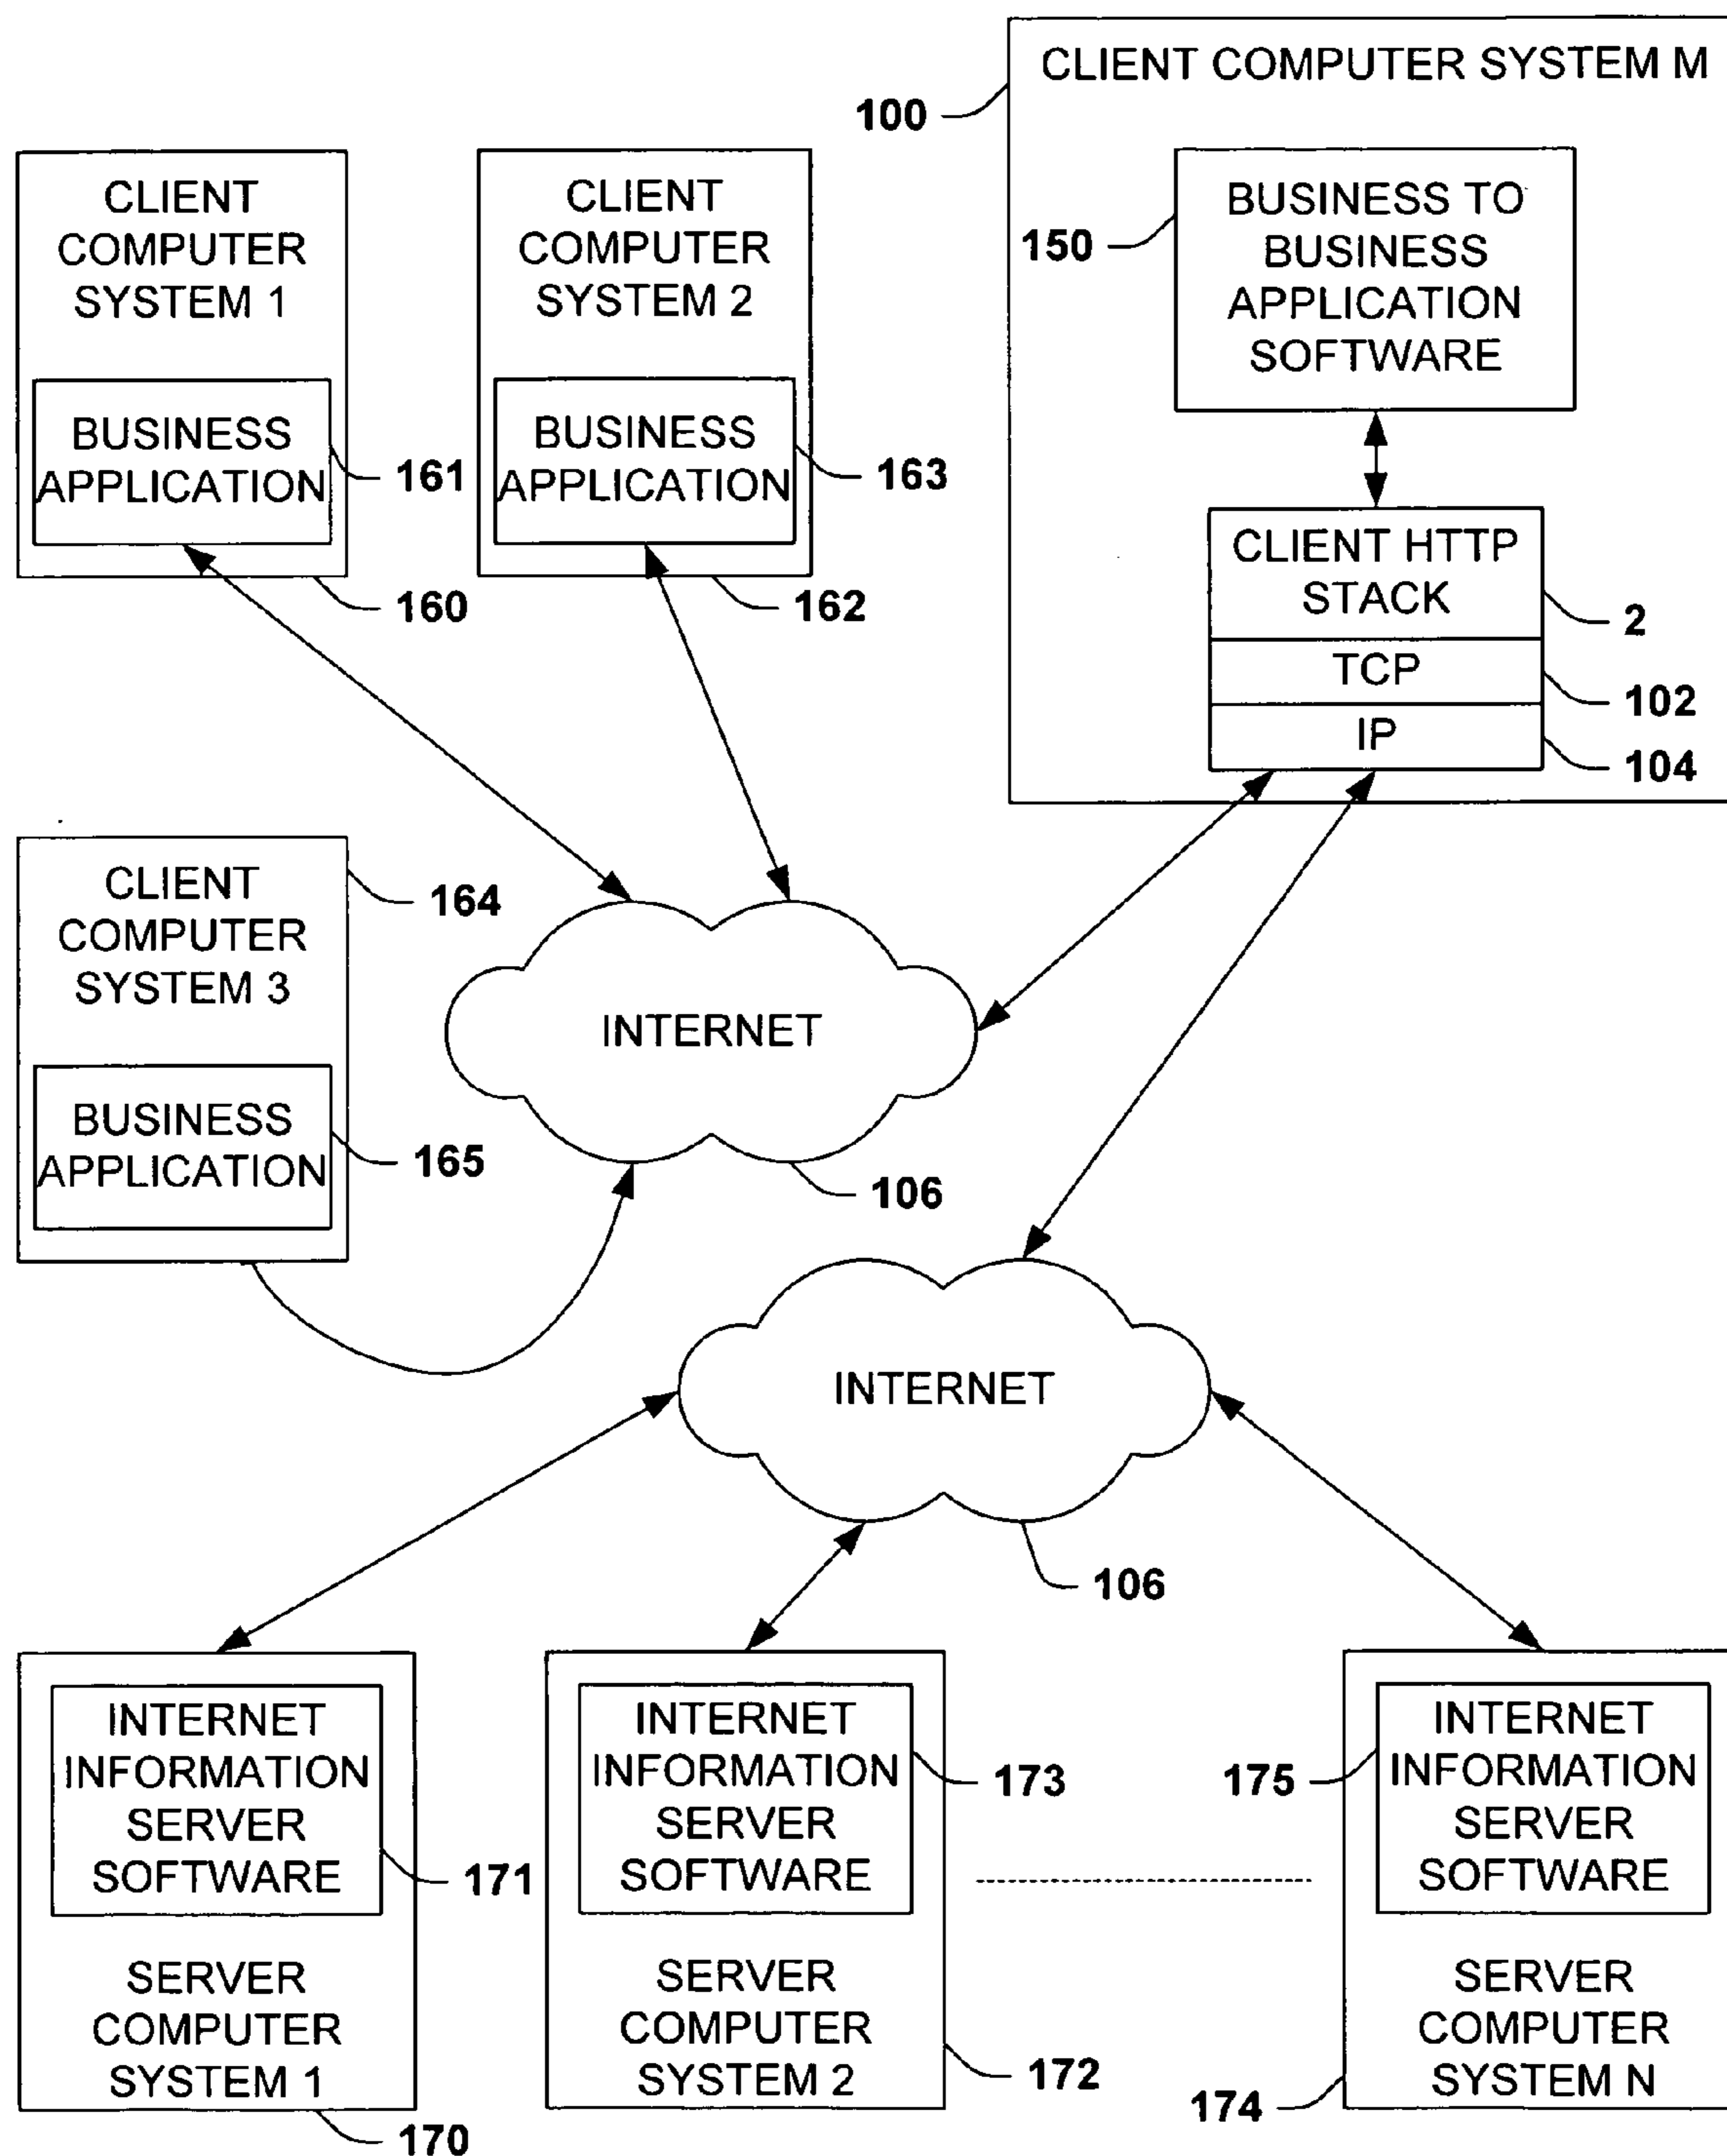 CLIENT COMPUTER SYSTEM M
100
BUSINESS TO
BUSINESS
APPLICATION
SOFTWARE
150
CLIENT HTTP
STACK
2
TCP
102
IP
104
CLIENT
COMPUTER
SYSTEM 1
BUSINESS
APPLICATION
161
160
CLIENT
COMPUTER
SYSTEM 2
BUSINESS
APPLICATION
163
162
CLIENT
COMPUTER
SYSTEM 3
164
BUSINESS
APPLICATION
165
INTERNET
106
INTERNET
106
INTERNET
INFORMATION
SERVER
SOFTWARE
171
SERVER
COMPUTER
SYSTEM 1
170
INTERNET
INFORMATION
SERVER
SOFTWARE
173
SERVER
COMPUTER
SYSTEM 2
172
INTERNET
INFORMATION
SERVER
SOFTWARE
175
SERVER
COMPUTER
SYSTEM N
174